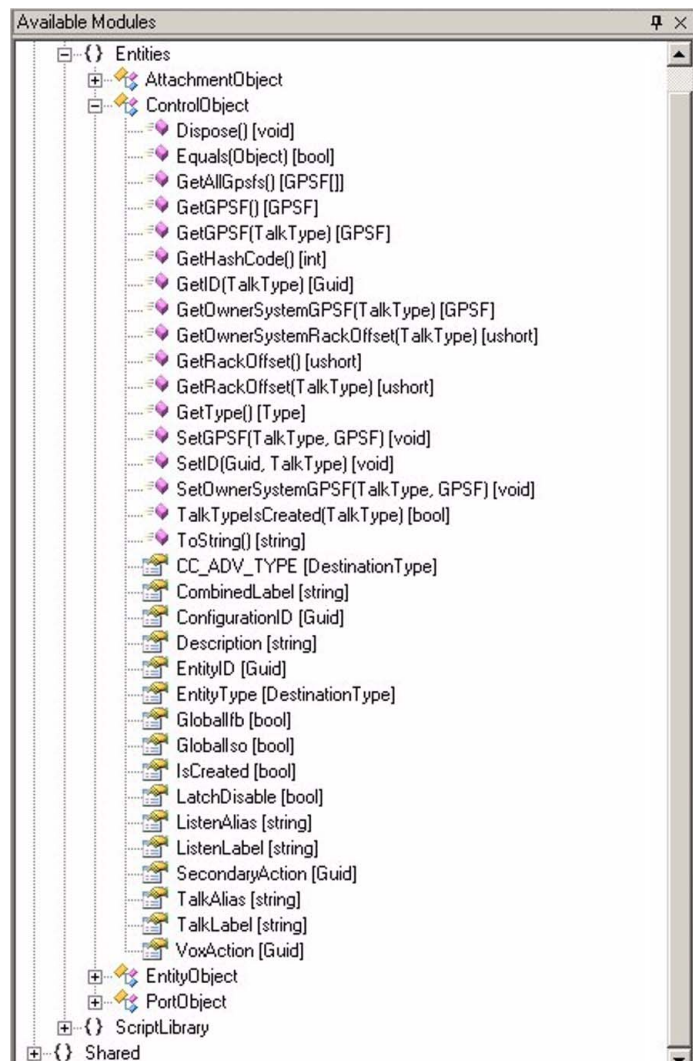 Available Modules
{} Entities
AttachmentObject
ControlObject
Dispose() [void]
Equals(Object) [bool]
GetAllGpsfs() [GPSF[]]
GetGPSF() [GPSF]
GetGPSF(TalkType) [GPSF]
GetHashCode() [int]
GetID(TalkType) [Guid]
GetOwnerSystemGPSF(TalkType) [GPSF]
GetOwnerSystemRackOffset(TalkType) [ushort]
GetRackOffset() [ushort]
GetRackOffset(TalkType) [ushort]
GetType() [Type]
SetGPSF(TalkType, GPSF) [void]
SetID(Guid, TalkType) [void]
SetOwnerSystemGPSF(TalkType, GPSF) [void]
TalkTypeIsCreated(TalkType) [bool]
ToString() [string]
CC_ADV_TYPE [DestinationType]
CombinedLabel [string]
ConfigurationID [Guid]
Description [string]
EntityID [Guid]
EntityType [DestinationType]
GlobalIfb [bool]
GlobalIso [bool]
IsCreated [bool]
LatchDisable [bool]
ListenAlias [string]
ListenLabel [string]
SecondaryAction [Guid]
TalkAlias [string]
TalkLabel [string]
VoxAction [Guid]
EntityObject
PortObject
{} ScriptLibrary
{} Shared